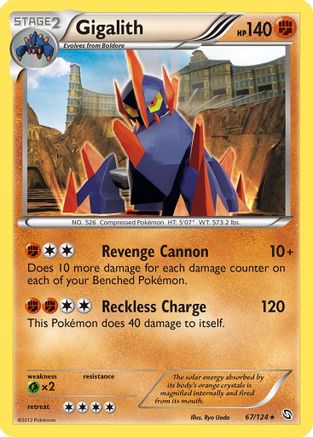 STAGE2
Gigalith
HP140
Evolves from Boldore
NO. 526 Compressed Pokémon HT: 5'07" WT: 573.2 lbs.
Revenge Cannon 10+
Does 10 more damage for each damage counter on
each of your Benched Pokémon.
Reckless Charge 120
This Pokémon does 40 damage to itself.
weakness
resistance
×2
retreat
The solar energy absorbed by
its body's orange crystals is
magnified internally and fired
from its mouth.
©2012 Pokémon
Illus. Ryo Ueda
67/124★